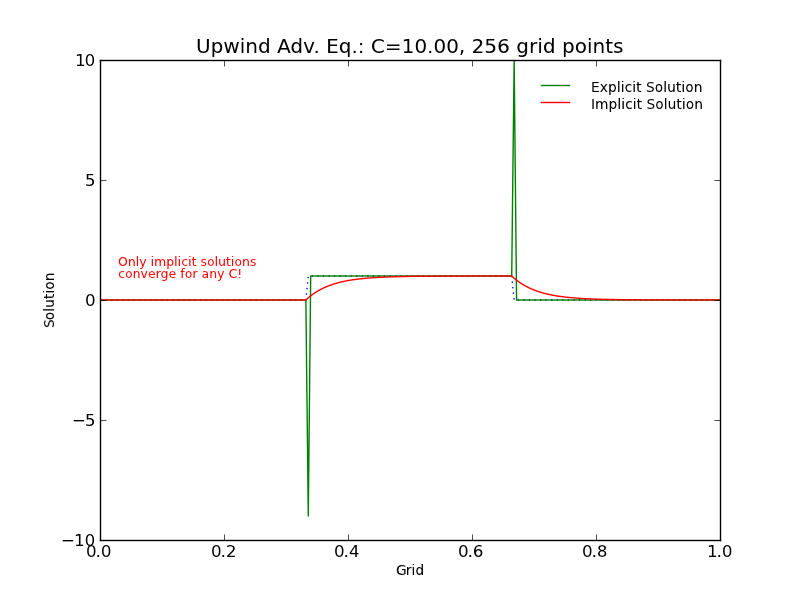 Upwind Adv. Eq.: C=10.00, 256 grid points
10
Explicit Solution
Implicit Solution
5
Only implicit solutions
converge for any C!
Solution
0
−5
−10
0.0 0.2 0.4 0.6 0.8 1.0
Grid